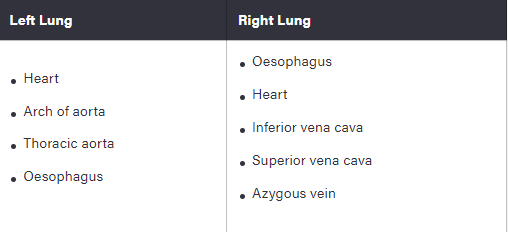 Left Lung
Right Lung
Heart
Arch of aorta
Thoracic aorta
Oesophagus
Oesophagus
Heart
Inferior vena cava
Superior vena cava
Azygous vein